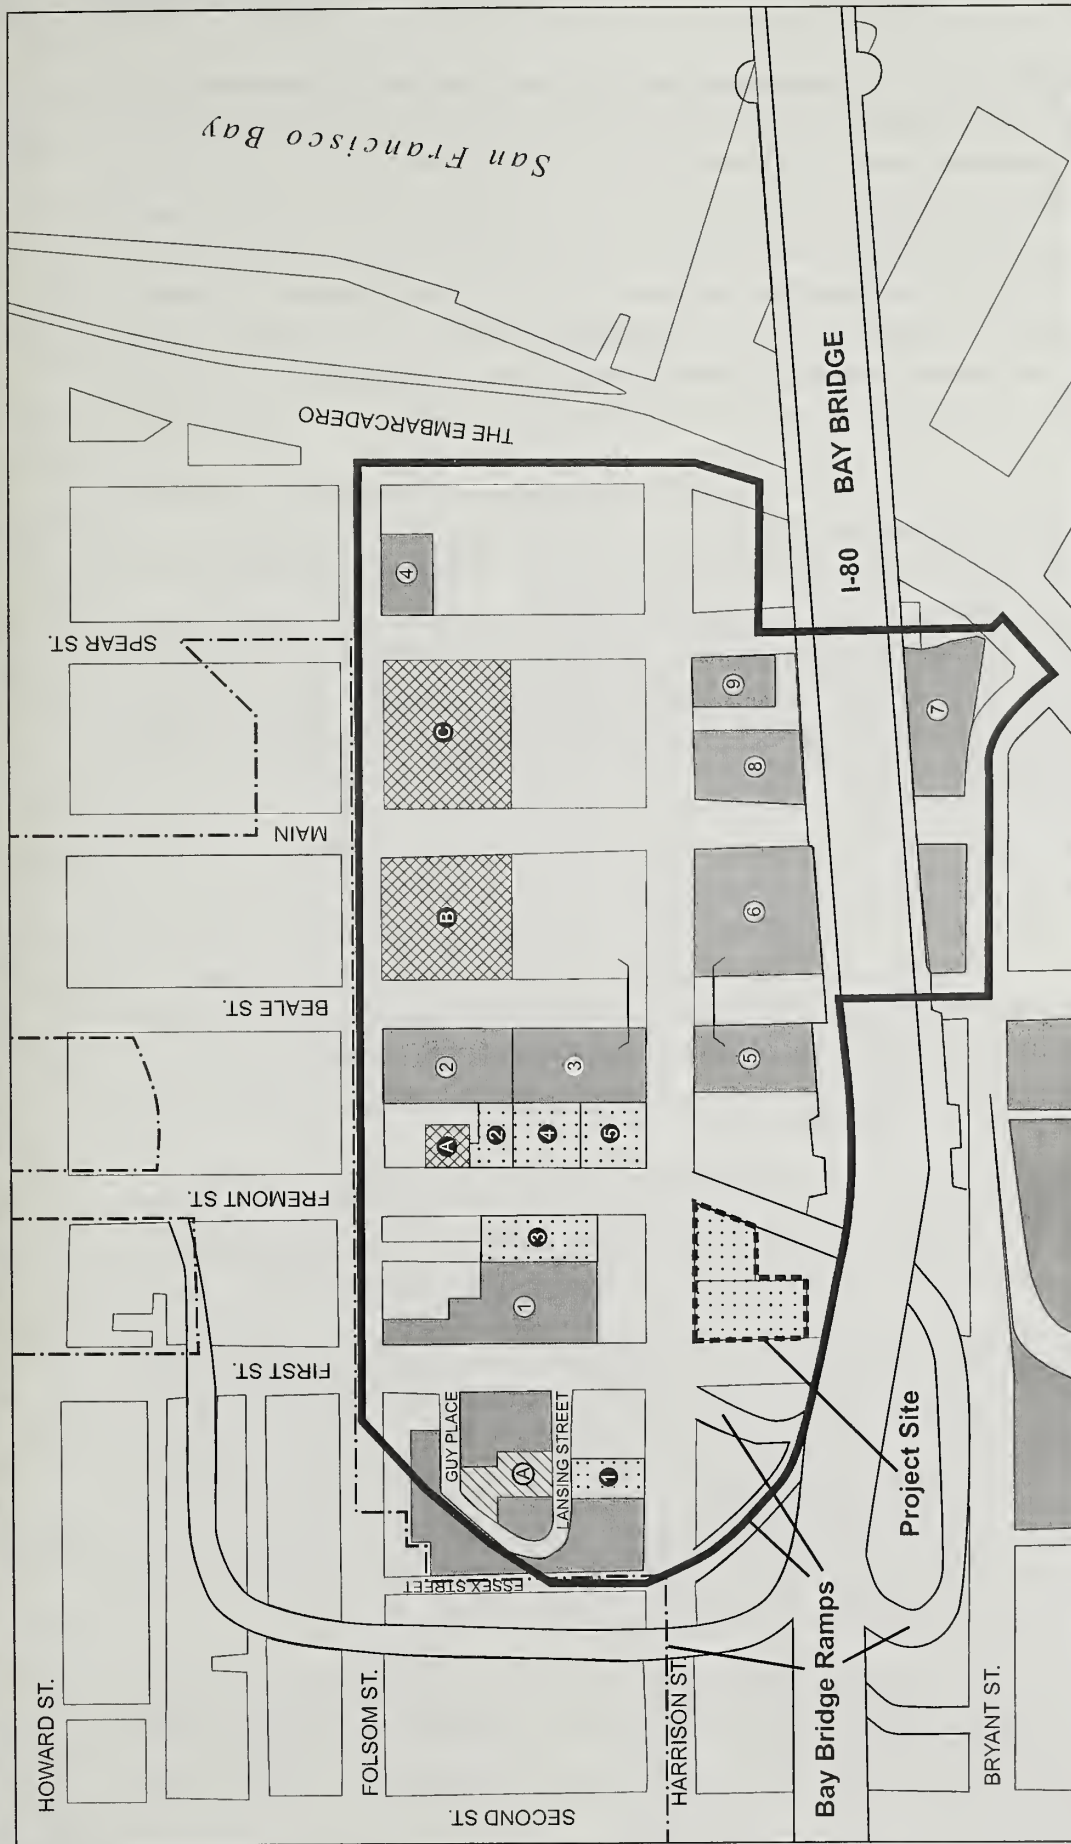 San Francisco Bay
THE EMBARCADERO
I-80 BAY BRIDGE
SPEAR ST.
MAIN
BEALE ST.
FREMONT ST.
FIRST ST.
ESSEX STREET
SECOND ST.
HOWARD ST.
FOLSOM ST.
HARRISON ST.
BRYANT ST.
GUY PLACE
LANSING STREET
4
C
9
8
7
B
6
2
3
5
A
2
4
5
3
1
A
1
Project Site
Bay Bridge Ramps